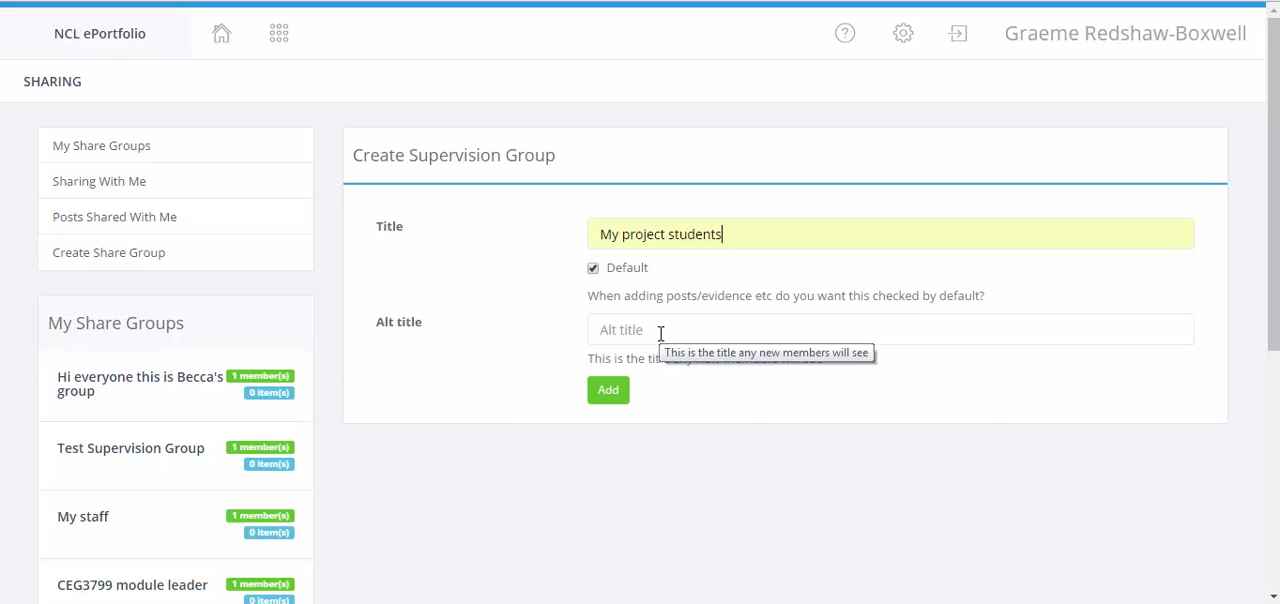 NCL ePortfolio
Graeme Redshaw-Boxwell
SHARING
My Share Groups
Sharing With Me
Posts Shared With Me
Create Share Group
My Share Groups
Hi everyone this is Becca's group
1 member(s)
0 item(s)
Test Supervision Group
1 member(s)
0 item(s)
My staff
1 member(s)
0 item(s)
CEG3799 module leader
1 member(s)
0 item(s)
Create Supervision Group
Title
My project students
Default
When adding posts/evidence etc do you want this checked by default?
Alt title
Alt title
This is the title any new members will see
This is the tit
Add